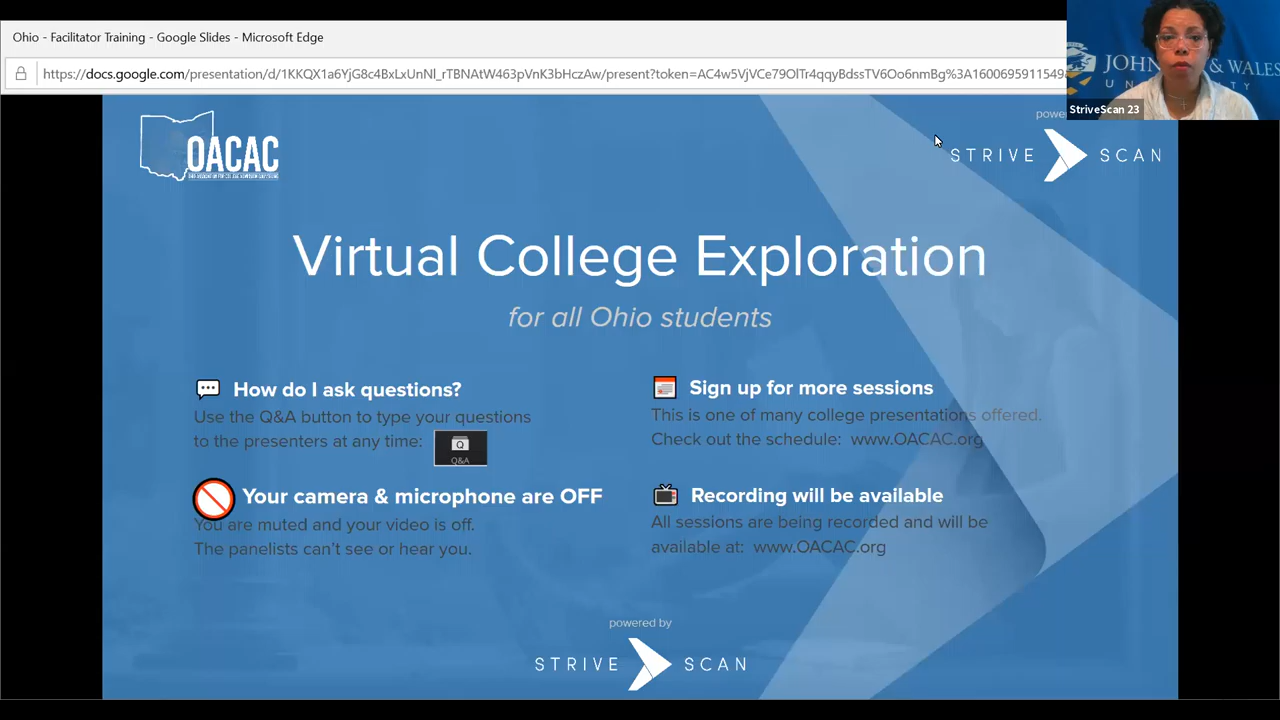 Ohio - Facilitator Training - Google Slides - Microsoft Edge
https://docs.google.com/presentation/d/1KKQX1a6YjG8c4BxLxUnNl_rTBNAtW463pVnK3bHczAw/present?token=AC4w5VjVCe79OlTr4qqyBdssTV6Oo6nmBg%3A1600695911549
StriveScan 23
OACAC
STRIVE SCAN
Virtual College Exploration
for all Ohio students
How do I ask questions?
Use the Q&A button to type your questions
to the presenters at any time:
Q&A
Your camera & microphone are OFF
You are muted and your video is off.
The panelists can't see or hear you.
Sign up for more sessions
This is one of many college presentations offered.
Check out the schedule: www.OACAC.org
Recording will be available
All sessions are being recorded and will be
available at: www.OACAC.org
powered by
STRIVE SCAN